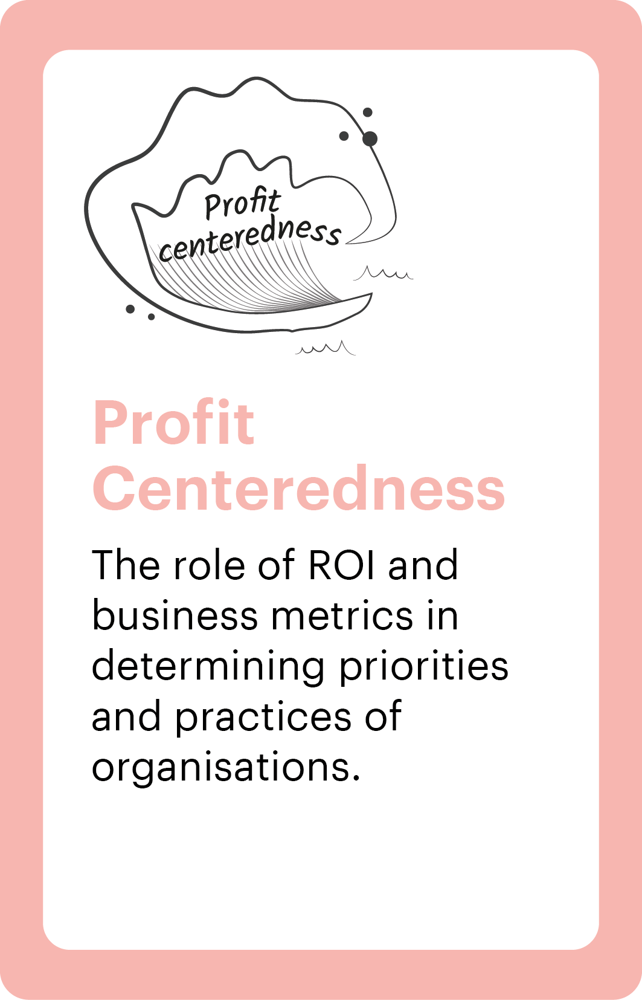 Profit
centeredness
Profit
Centeredness
The role of ROI and
business metrics in
determining priorities
and practices of
organisations.